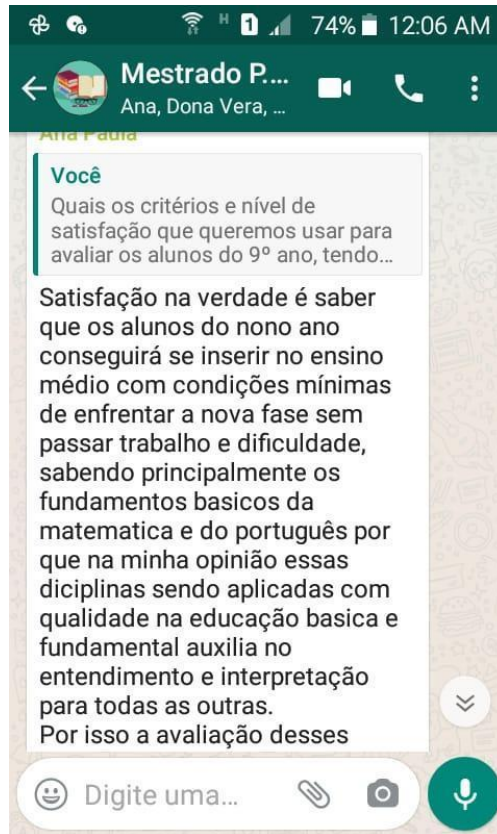 H 1 74% 12:06 AM
Mestrado P....
Ana, Dona Vera, ...
Ana Paula
Você
Quais os critérios e nível de
satisfação que queremos usar para
avaliar os alunos do 9º ano, tendo...
Satisfação na verdade é saber
que os alunos do nono ano
conseguirá se inserir no ensino
médio com condições mínimas
de enfrentar a nova fase sem
passar trabalho e dificuldade,
sabendo principalmente os
fundamentos basicos da
matematica e do português por
que na minha opinião essas
diciplinas sendo aplicadas com
qualidade na educação basica e
fundamental auxilia no
entendimento e interpretação
para todas as outras.
Por isso a avaliação desses
Digite uma...